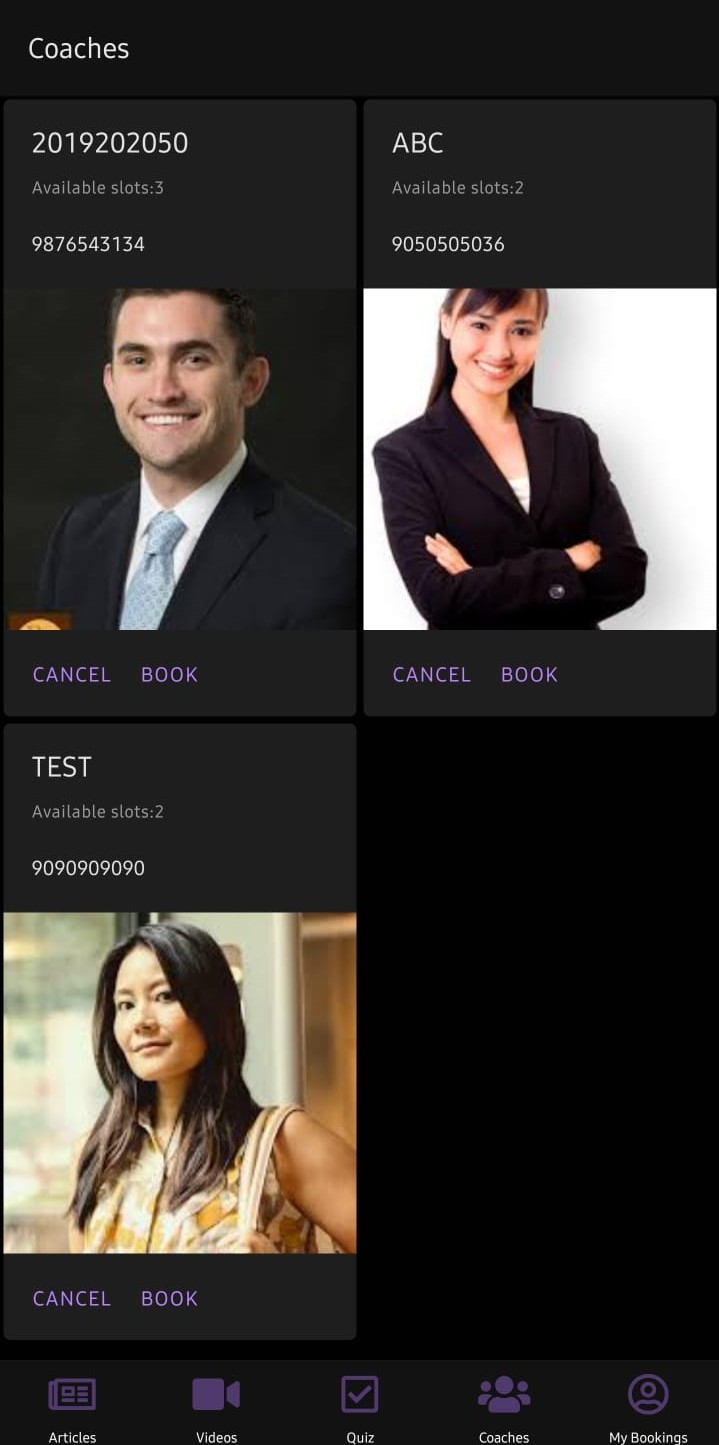 Coaches
2019202050
Available slots:3
9876543134
CANCEL BOOK
ABC
Available slots:2
9050505036
CANCEL BOOK
TEST
Available slots:2
9090909090
CANCEL BOOK
Articles
Videos
Quiz
Coaches
My Bookings